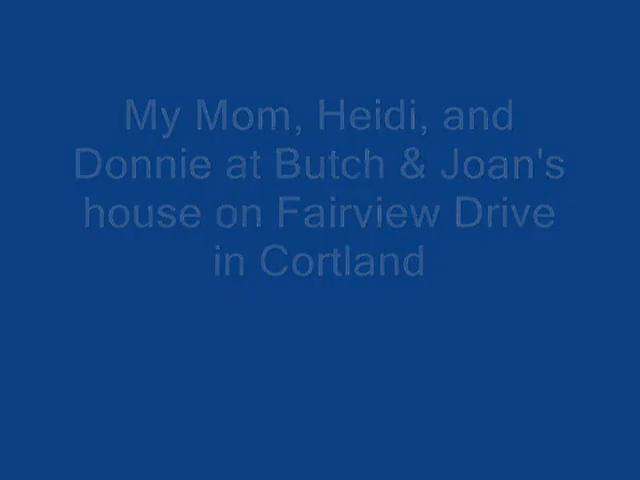 My Mom, Heidi, and
Donnie at Butch & Joan's
house on Fairview Drive
in Cortland